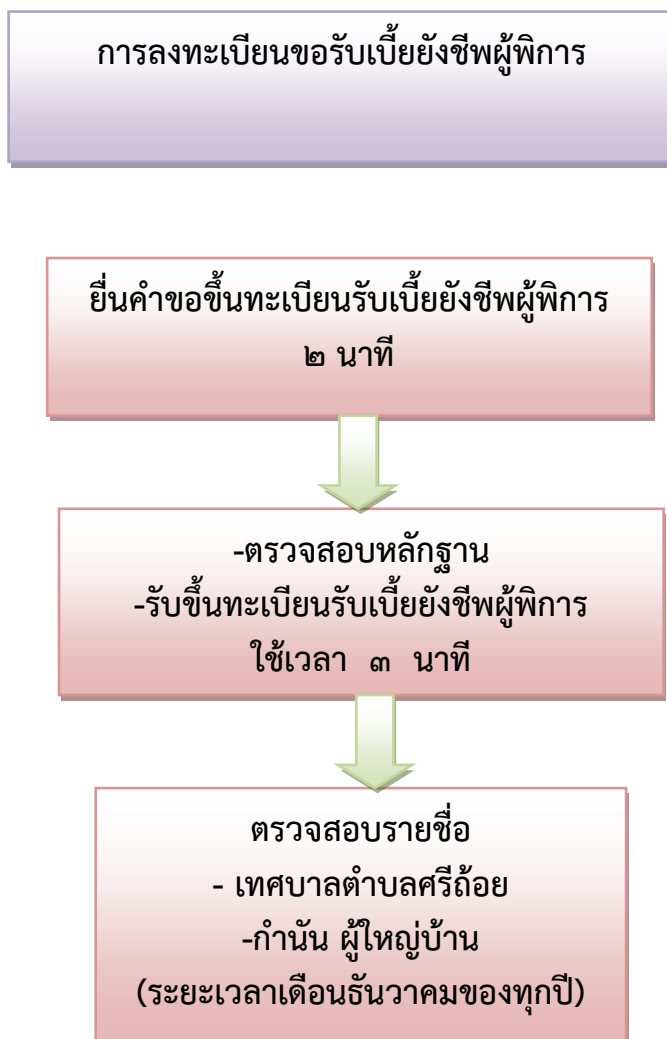 การลงทะเบียนขอรับเบี้ยยังชีพผู้พิการ
ยื่นคำขอขึ้นทะเบียนรับเบี้ยยังชีพผู้พิการ
๒ นาที
-ตรวจสอบหลักฐาน
-รับขึ้นทะเบียนรับเบี้ยยังชีพผู้พิการ
ใช้เวลา ๓ นาที
ตรวจสอบรายชื่อ
- เทศบาลตำบลศรีถ้อย
-กำนัน ผู้ใหญ่บ้าน
(ระยะเวลาเดือนธันวาคมของทุกปี)